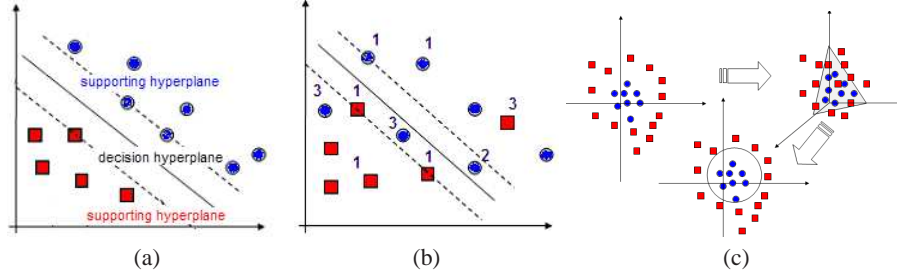 supporting hyperplane
decision hyperplane
supporting hyperplane
(a)
1 1
3 1 3
3
1 1 2
(b)
(c)